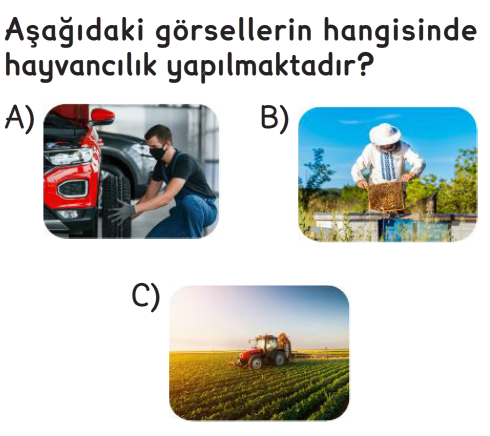 Aşağıdaki görsellerin hangisinde
hayvancılık yapılmaktadır?
A)
B)
C)